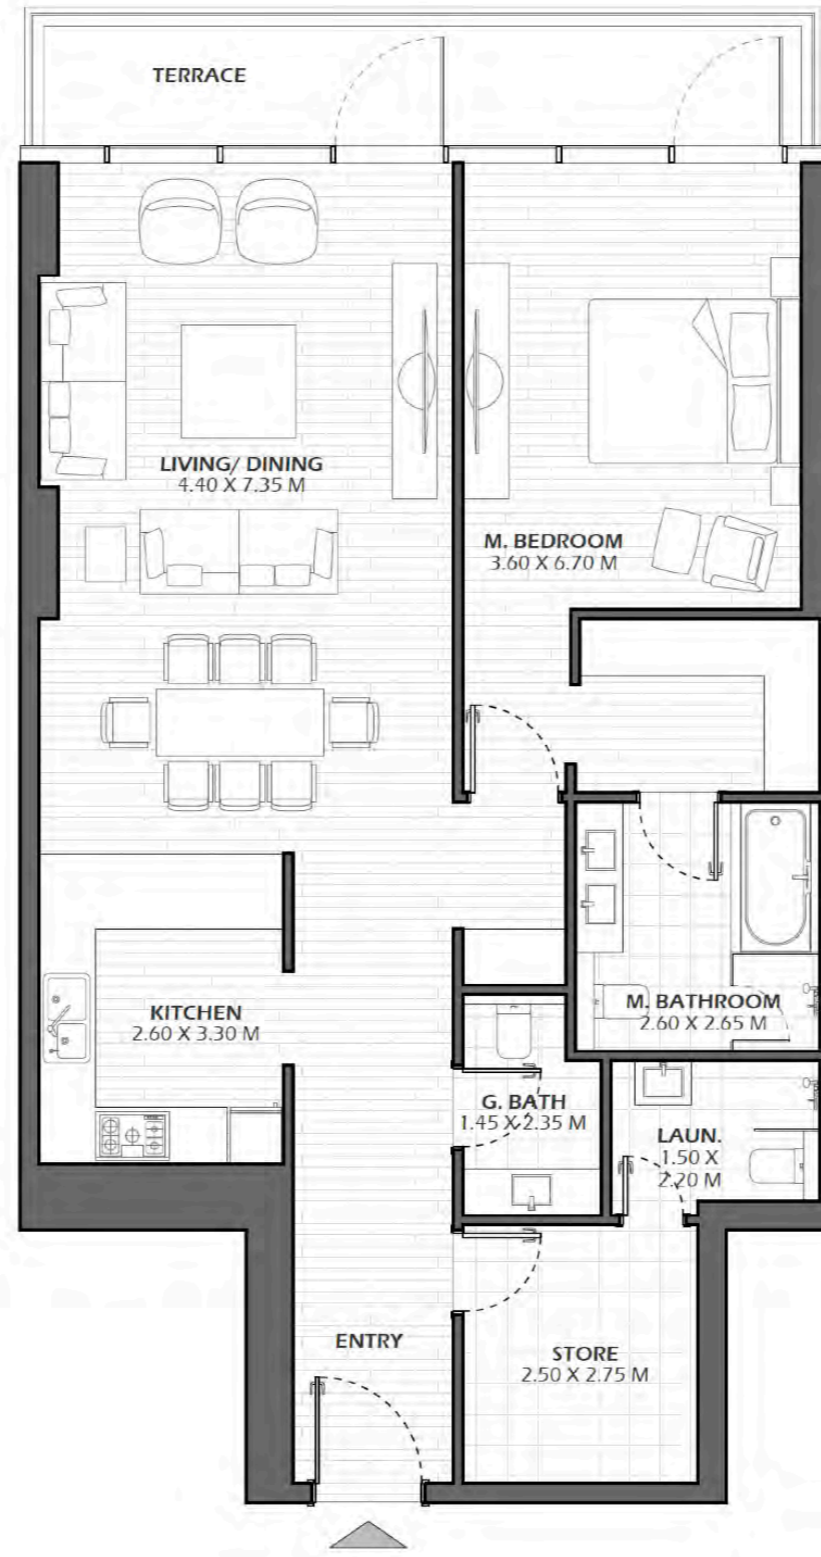 TERRACE
LIVING/ DINING
4.40 X 7.35 M
M. BEDROOM
3.60 X 6.70 M
KITCHEN
2.60 X 3.30 M
M. BATHROOM
2.60 X 2.65 M
G. BATH
1.45 X 2.35 M
LAUN.
1.50 X
2.20 M
ENTRY
STORE
2.50 X 2.75 M